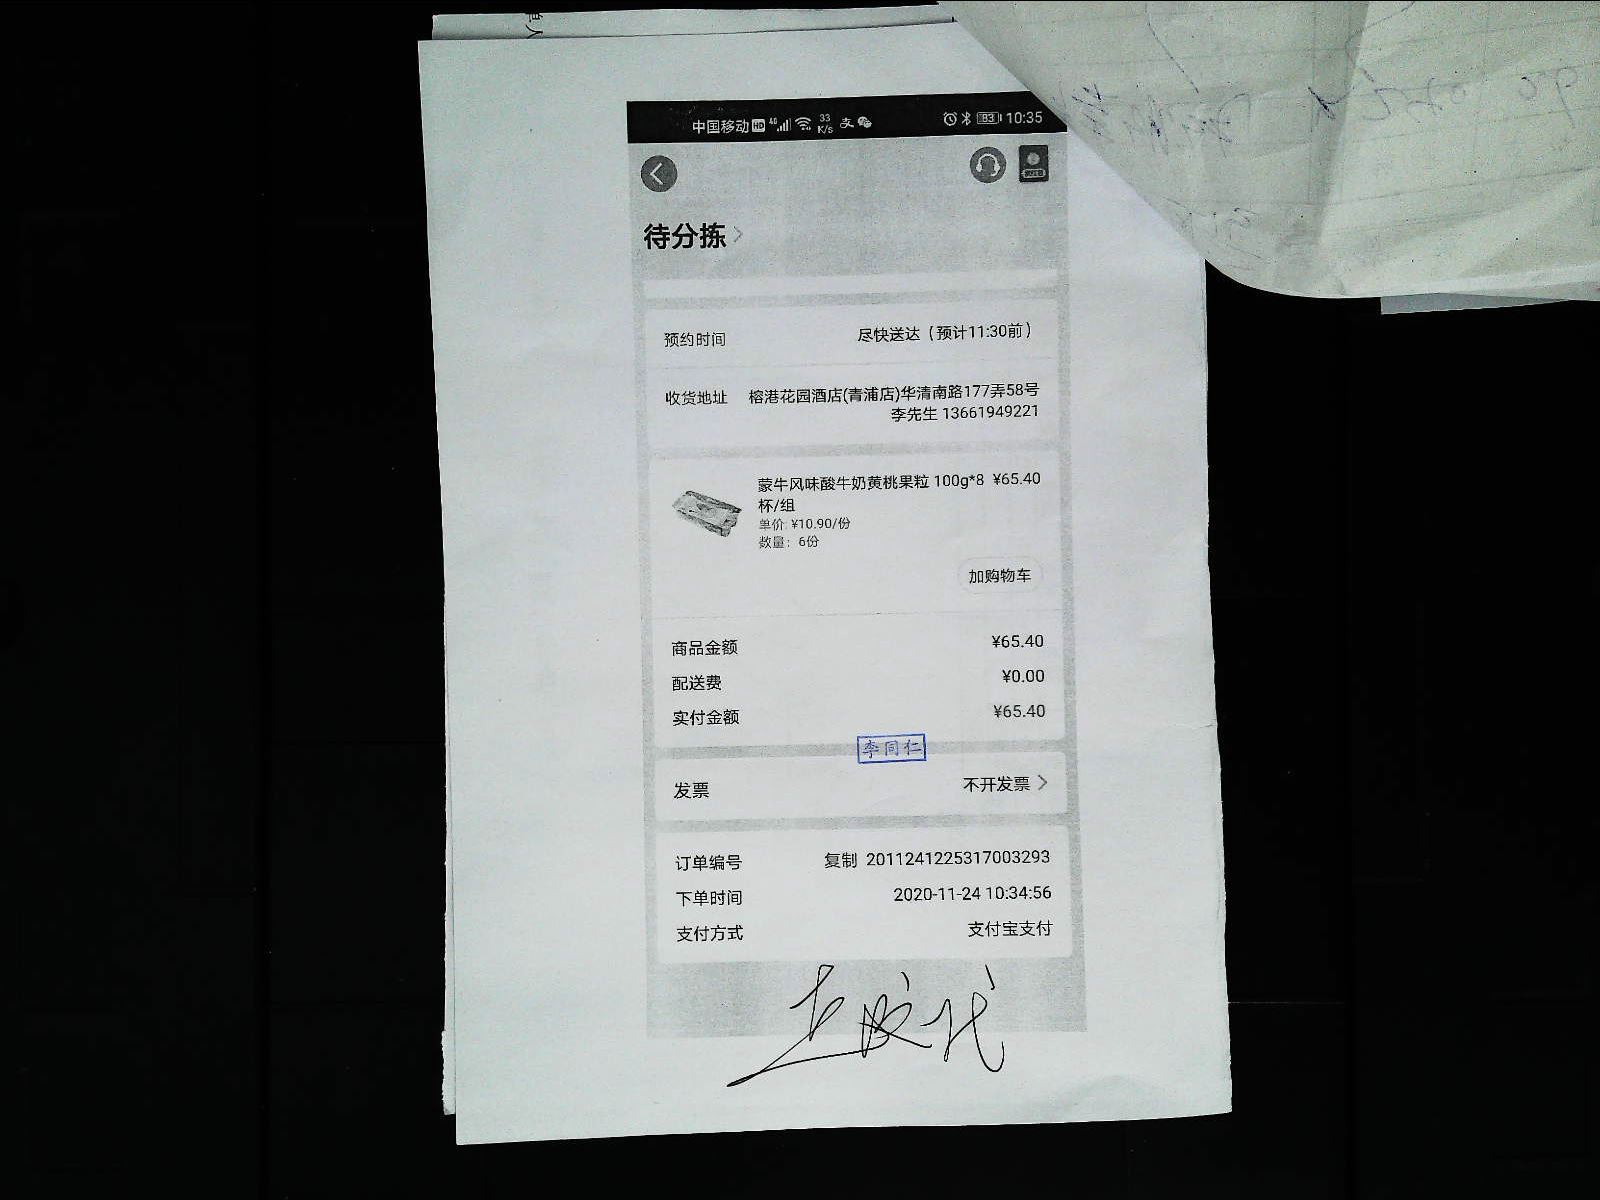 中国移动 HD 4G 33 K/s 支 83 10:35
待分拣 >
预约时间 尽快送达（预计11:30前）
收货地址 榕港花园酒店(青浦店)华清南路177弄58号
李先生 13661949221
蒙牛风味酸牛奶黄桃果粒 100g*8 ¥65.40
杯/组
单价: ¥10.90/份
数量：6份
加购物车
商品金额 ¥65.40
配送费 ¥0.00
实付金额 ¥65.40
李同仁
发票 不开发票 >
订单编号 复制 2011241225317003293
下单时间 2020-11-24 10:34:56
支付方式 支付宝支付